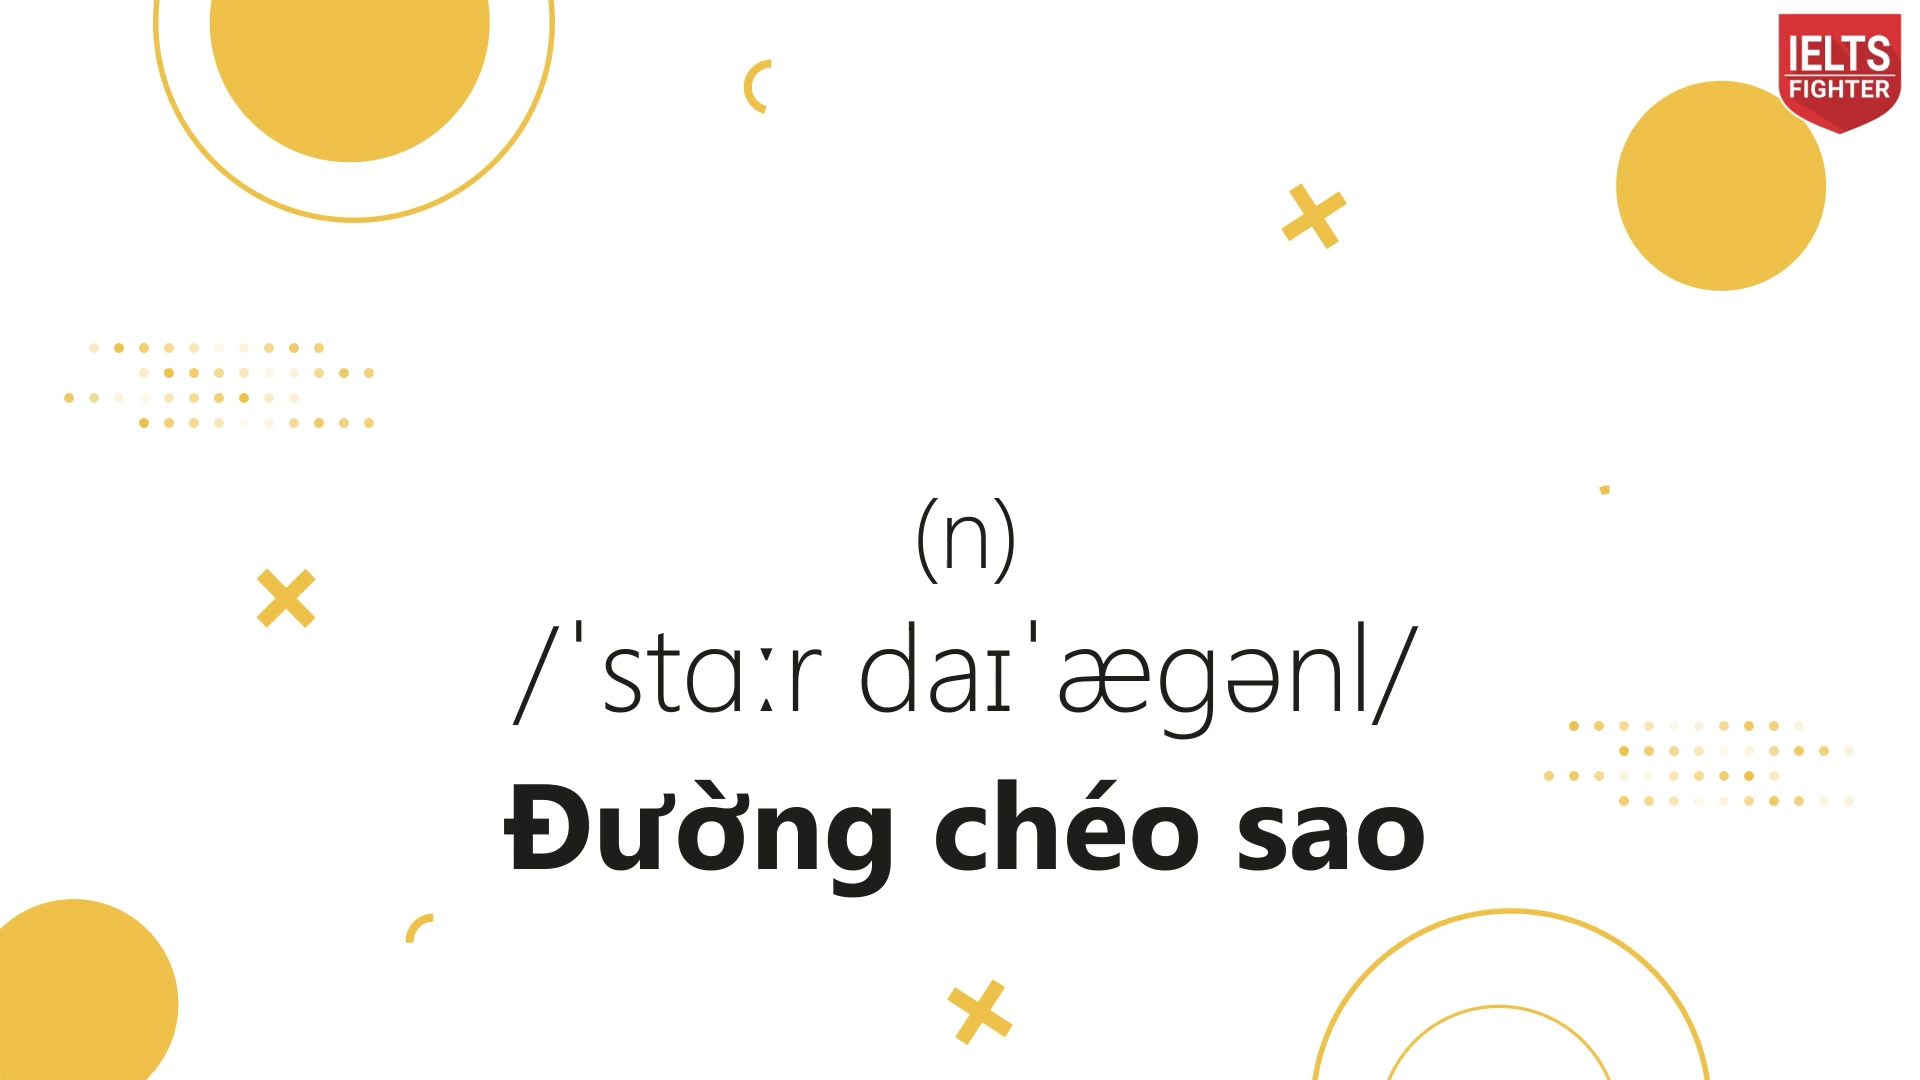 IELTS
FIGHTER
(n)
/ˈstɑːr daɪˈæɡənl/
Đường chéo sao